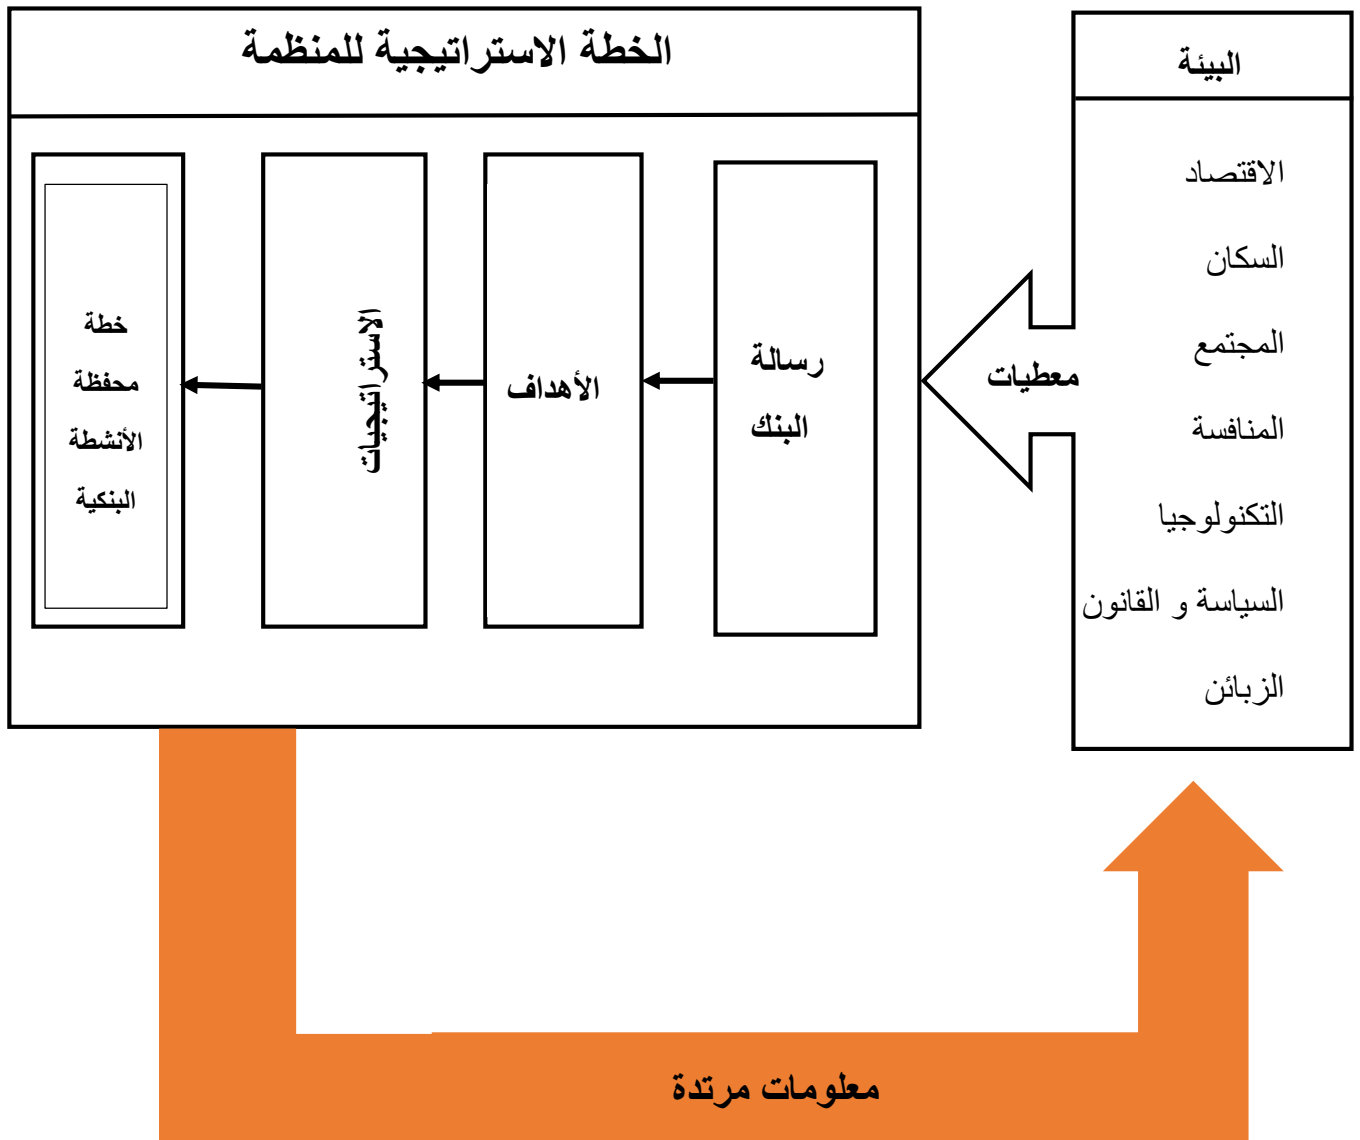 الخطة الاستراتيجية للمنظمة
البيئة
الاقتصاد
السكان
المجتمع
المنافسة
التكنولوجيا
السياسة و القانون
الزبائن
معطيات
رسالة
البنك
الأهداف
الاستراتيجيات
خطة
محفظة
الأنشطة
البنكية
معلومات مرتدة